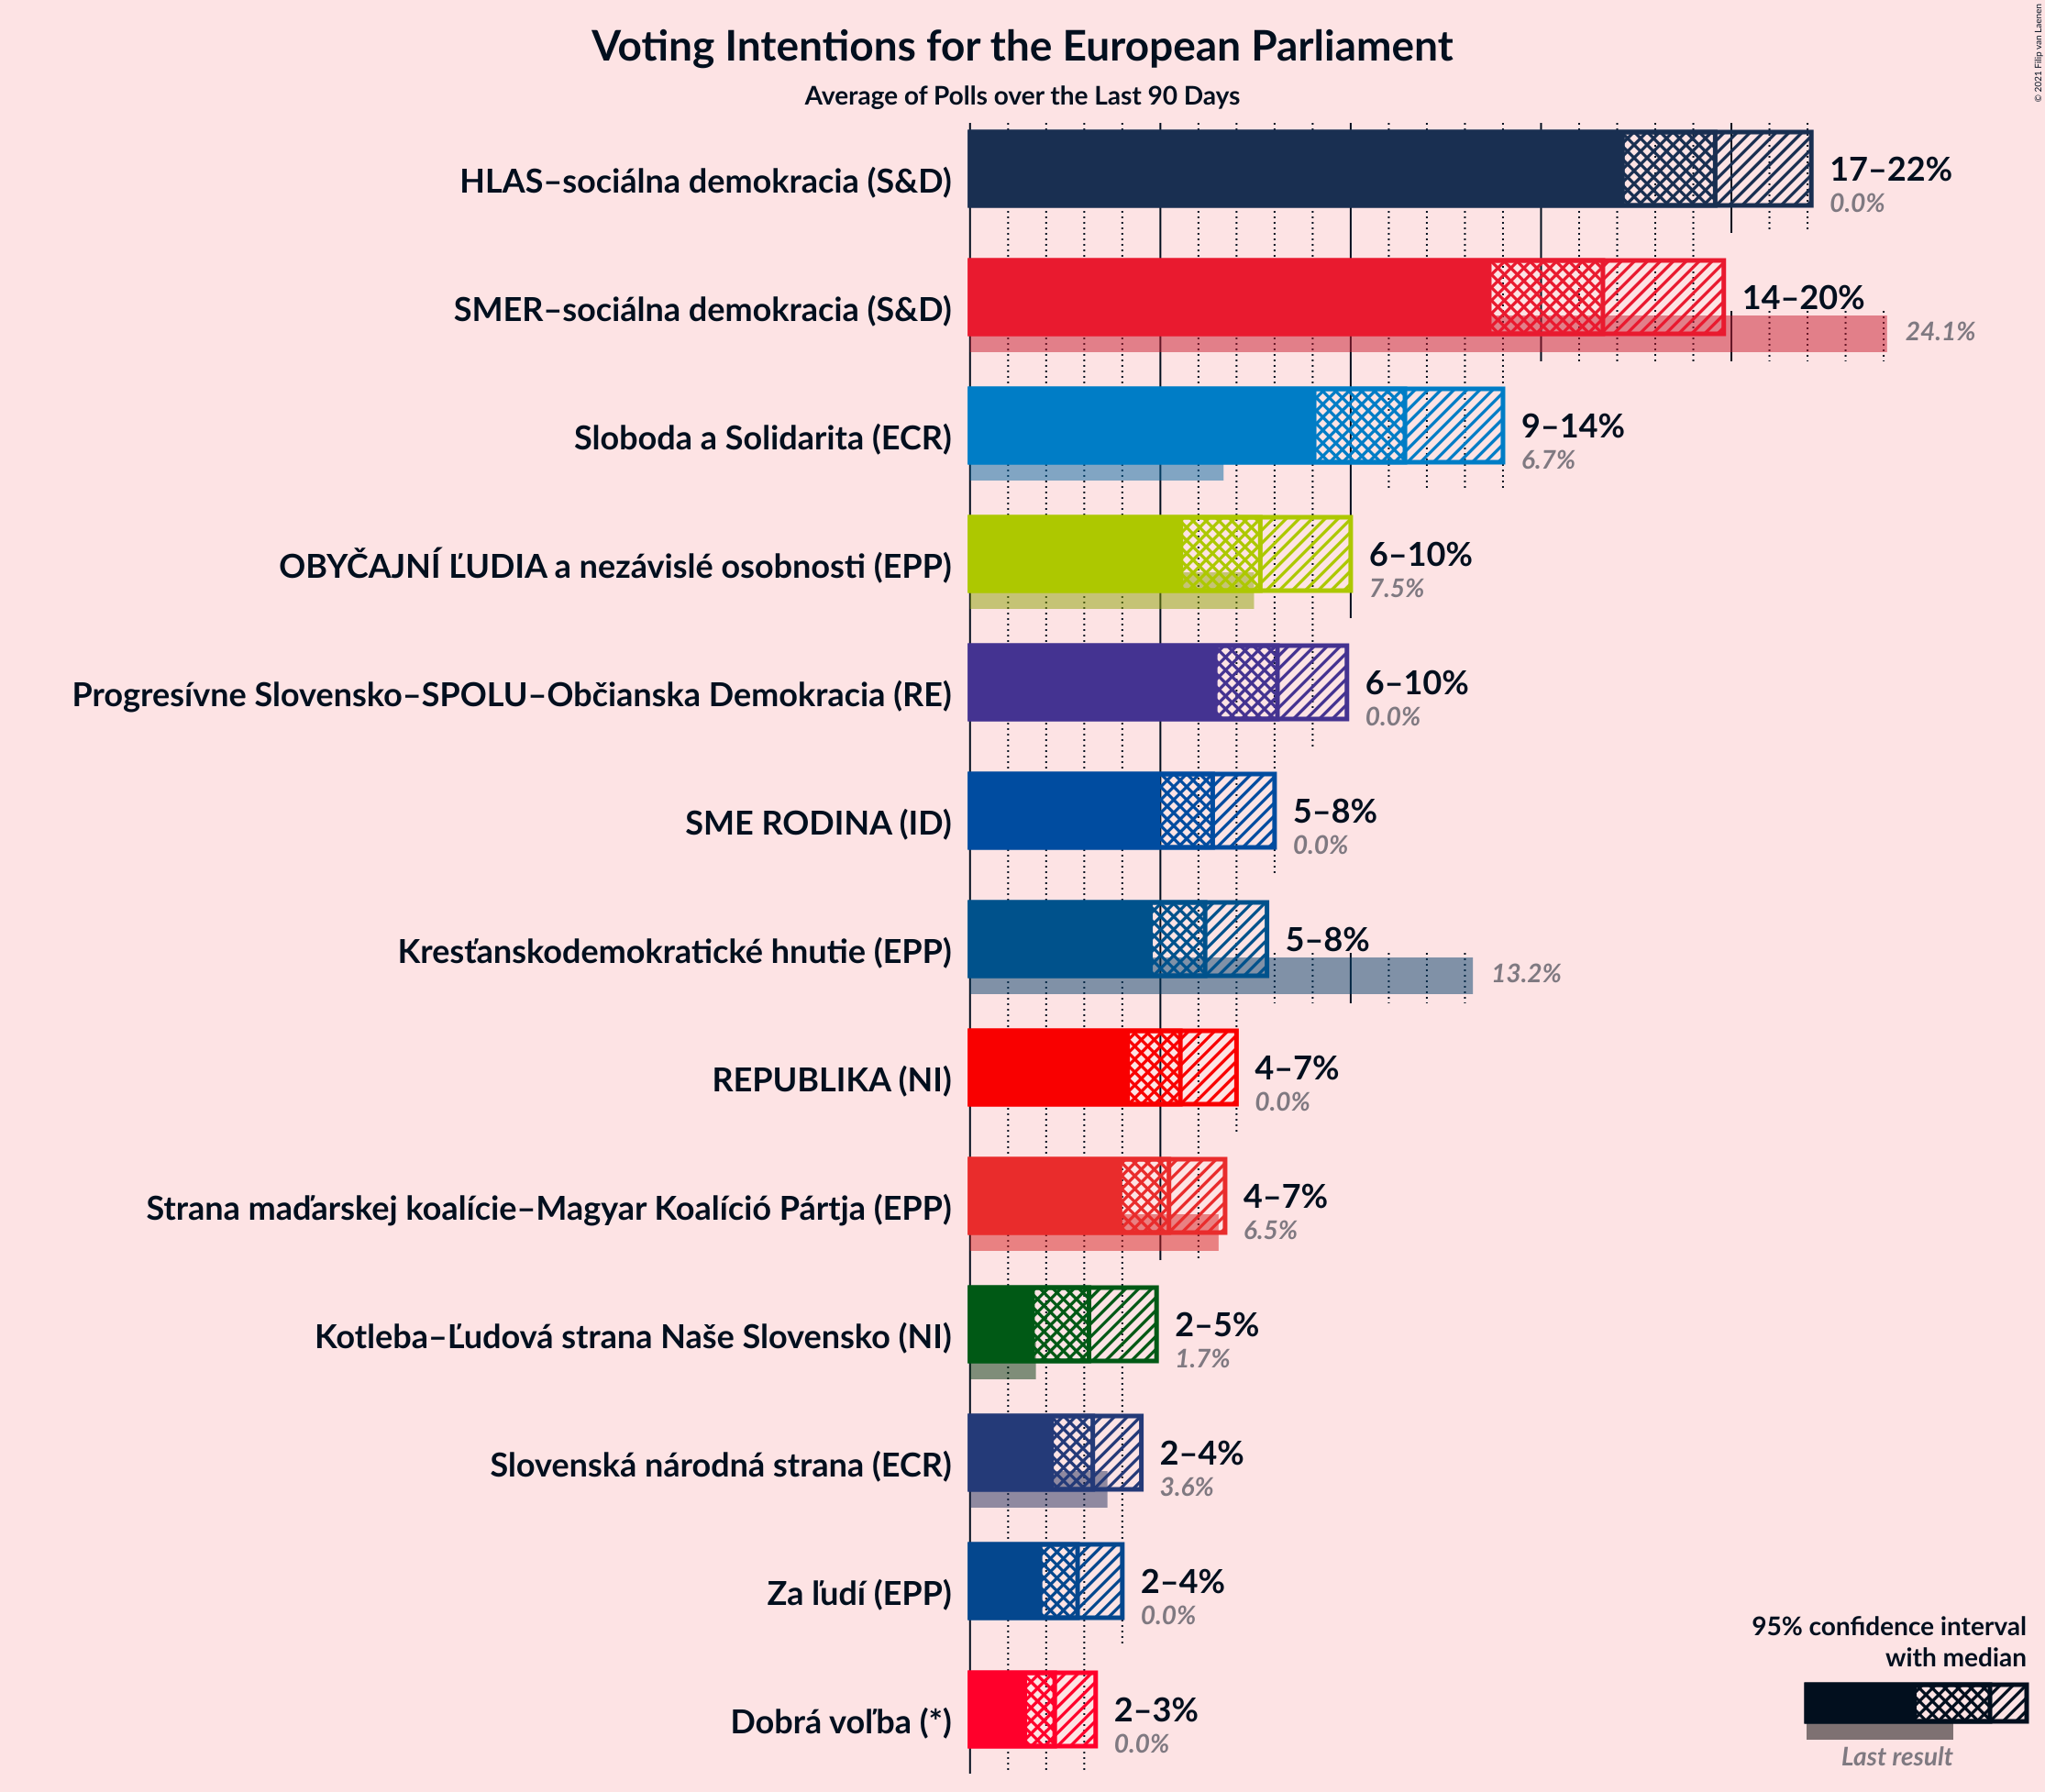 Voting Intentions for the European Parliament
Average of Polls over the Last 90 Days
© 2021 Filip van Laenen
HLAS–sociálna demokracia (S&D)
17–22%
0.0%
SMER–sociálna demokracia (S&D)
14–20%
24.1%
Sloboda a Solidarita (ECR)
9–14%
6.7%
OBYČAJNÍ ĽUDIA a nezávislé osobnosti (EPP)
6–10%
7.5%
Progresívne Slovensko–SPOLU–Občianska Demokracia (RE)
6–10%
0.0%
SME RODINA (ID)
5–8%
0.0%
Kresťanskodemokratické hnutie (EPP)
5–8%
13.2%
REPUBLIKA (NI)
4–7%
0.0%
Strana maďarskej koalície–Magyar Koalíció Pártja (EPP)
4–7%
6.5%
Kotleba–Ľudová strana Naše Slovensko (NI)
2–5%
1.7%
Slovenská národná strana (ECR)
2–4%
3.6%
Za ľudí (EPP)
2–4%
0.0%
Dobrá voľba (*)
2–3%
0.0%
95% confidence interval
with median
Last result